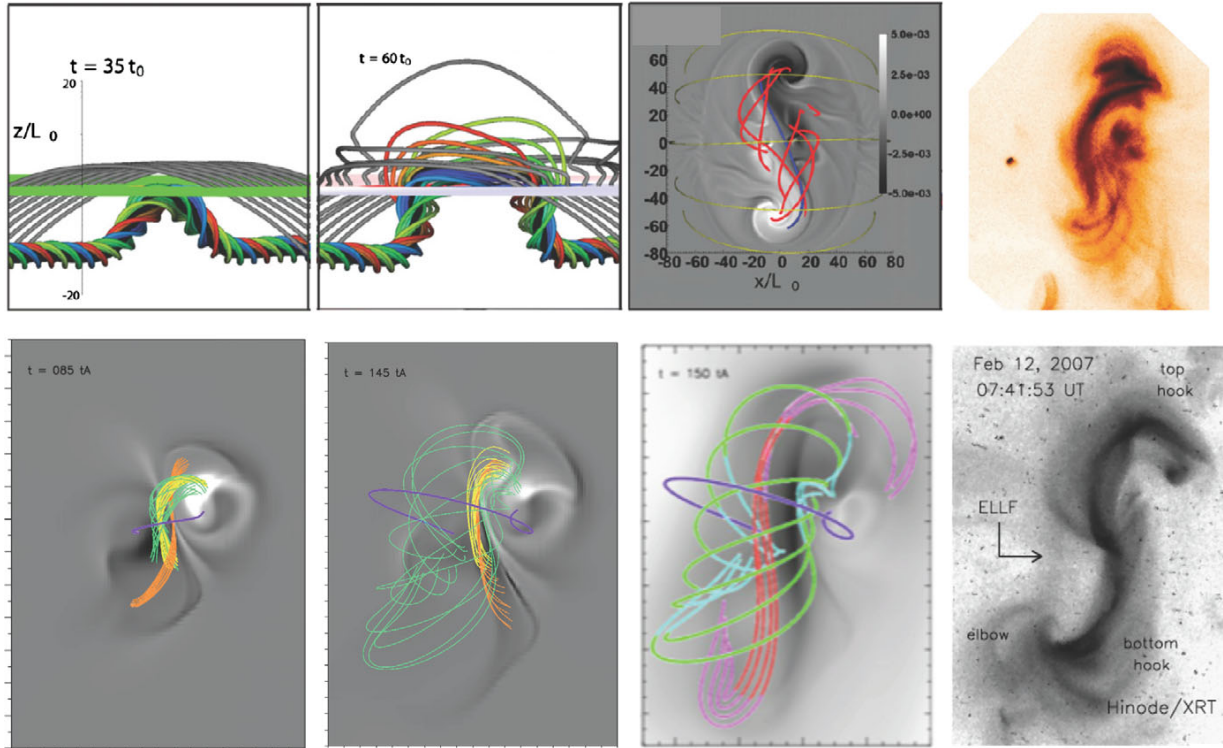 t = 35 t₀
20
z/L ₀
-20
t = 60 t₀
60
40
20
0
-20
-40
-60
-80
-80 -40 0 20 40 80
x/L ₀
5.0e-03
2.5e-03
0.0e+00
-2.5e-03
-5.0e-03
t = 085 tA
t = 145 tA
t = 150 tA
Feb 12, 2007
07:41:53 UT
top
hook
ELLF
elbow
bottom
hook
Hinode/XRT